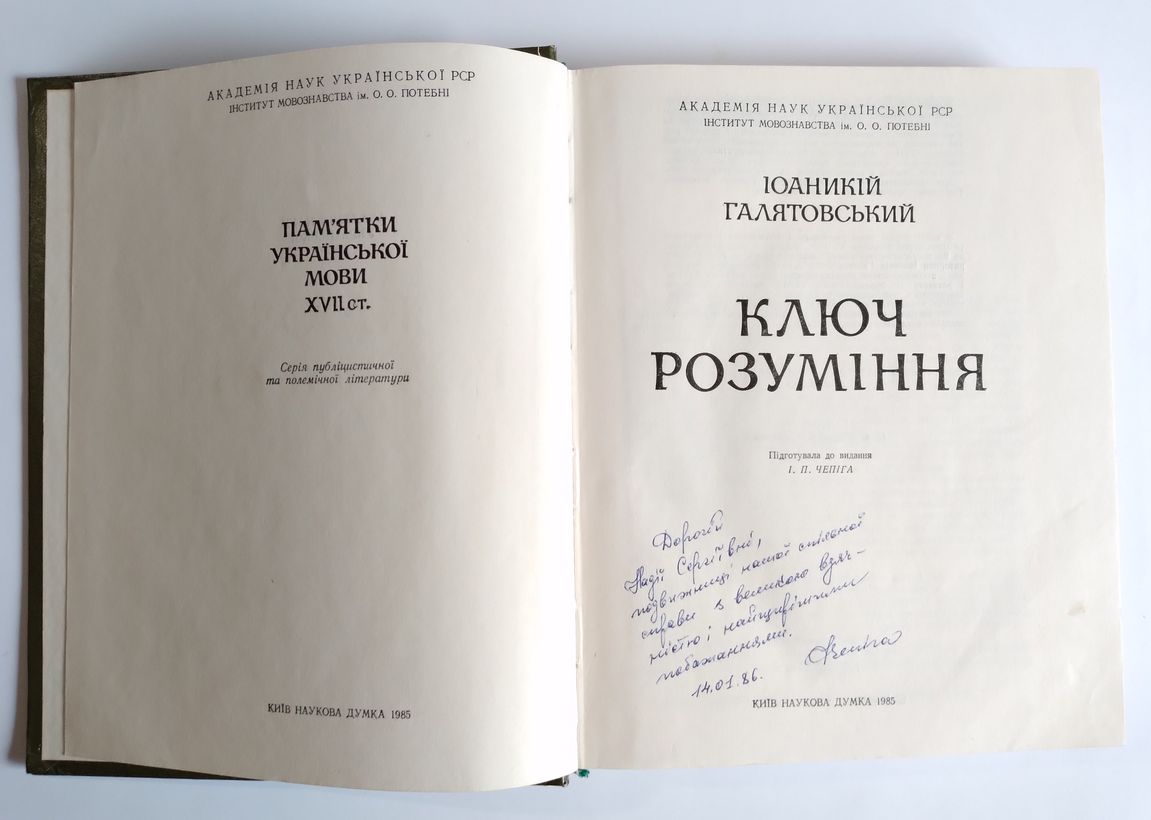 АКАДЕМІЯ НАУК УКРАЇНСЬКОЇ РСР
ІНСТИТУТ МОВОЗНАВСТВА ім. О. О. ПОТЕБНІ
ПАМ'ЯТКИ
УКРАЇНСЬКОЇ
МОВИ
XVII ст.
Серія публіцистичної
та полемічної літератури
КИЇВ НАУКОВА ДУМКА 1985
АКАДЕМІЯ НАУК УКРАЇНСЬКОЇ РСР
ІНСТИТУТ МОВОЗНАВСТВА ім. О. О. ПОТЕБНІ
ІОАНИКІЙ
ГАЛЯТОВСЬКИЙ
КЛЮЧ
РОЗУМІННЯ
Підготувала до видання
І. П. ЧЕПІГА
Дорогій
Надії Сергіївні,
подвижниці нашої спільної
справи з великою вдяч-
ністю і найщирішими
побажаннями.
14.01.86.
КИЇВ НАУКОВА ДУМКА 1985